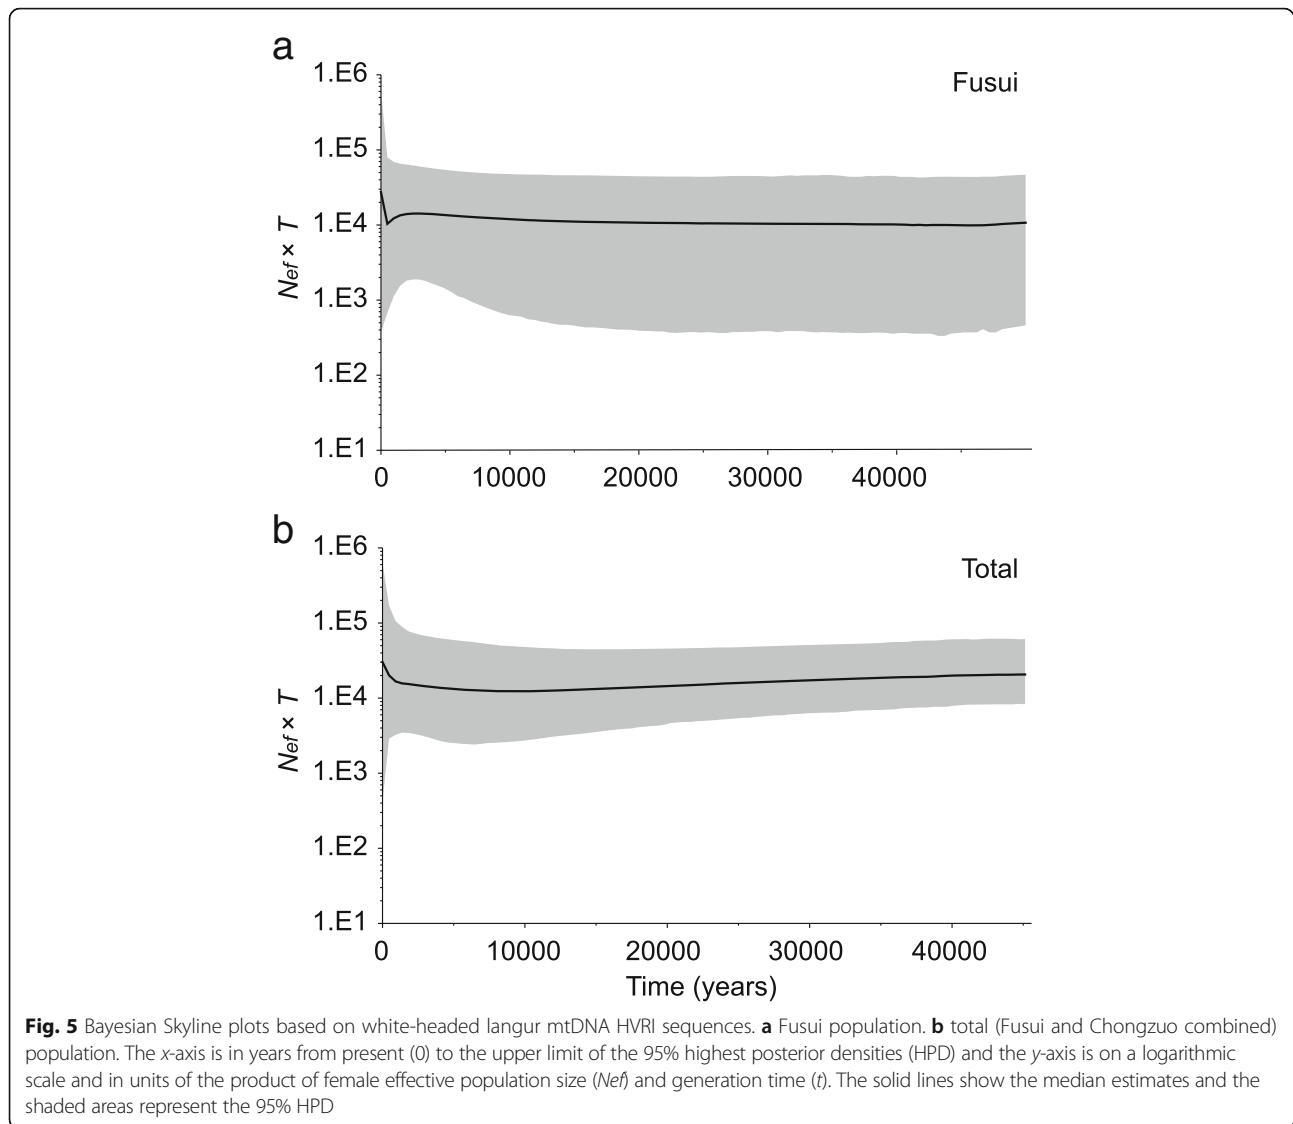 a
Fusui
1.E6
1.E5
1.E4
1.E3
1.E2
1.E1
Nef × T
0 10000 20000 30000 40000
b
Total
1.E6
1.E5
1.E4
1.E3
1.E2
1.E1
Nef × T
0 10000 20000 30000 40000
Time (years)
Fig. 5 Bayesian Skyline plots based on white-headed langur mtDNA HVRI sequences. a Fusui population. b total (Fusui and Chongzuo combined)
population. The x-axis is in years from present (0) to the upper limit of the 95% highest posterior densities (HPD) and the y-axis is on a logarithmic
scale and in units of the product of female effective population size (Nef) and generation time (t). The solid lines show the median estimates and the
shaded areas represent the 95% HPD